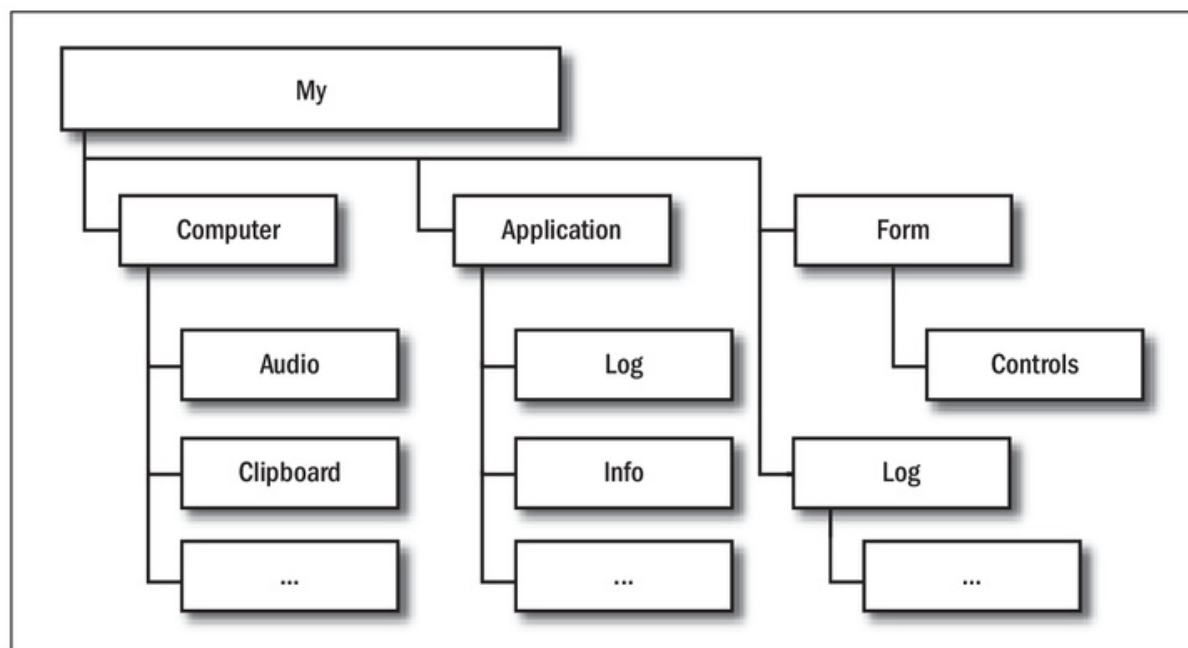 My
Computer
Application
Form
Audio
Log
Controls
Clipboard
Info
Log
...
...
...